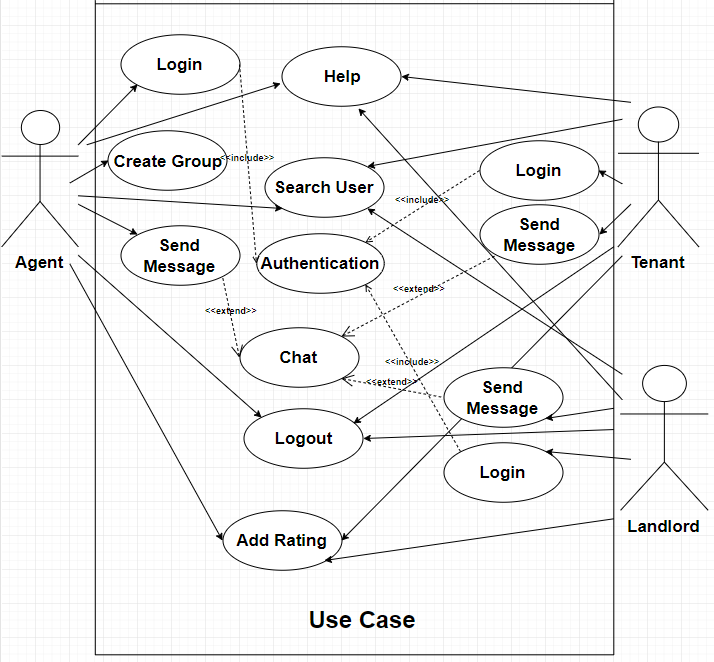 Login
Help
Create Group
<<include>>
Search User
Login
<<include>>
Send
Message
Agent
Send
Message
Authentication
Tenant
<<extend>>
<<extend>>
Chat
<<include>>
<<extend>>
Send
Message
Logout
Login
Landlord
Add Rating
Use Case